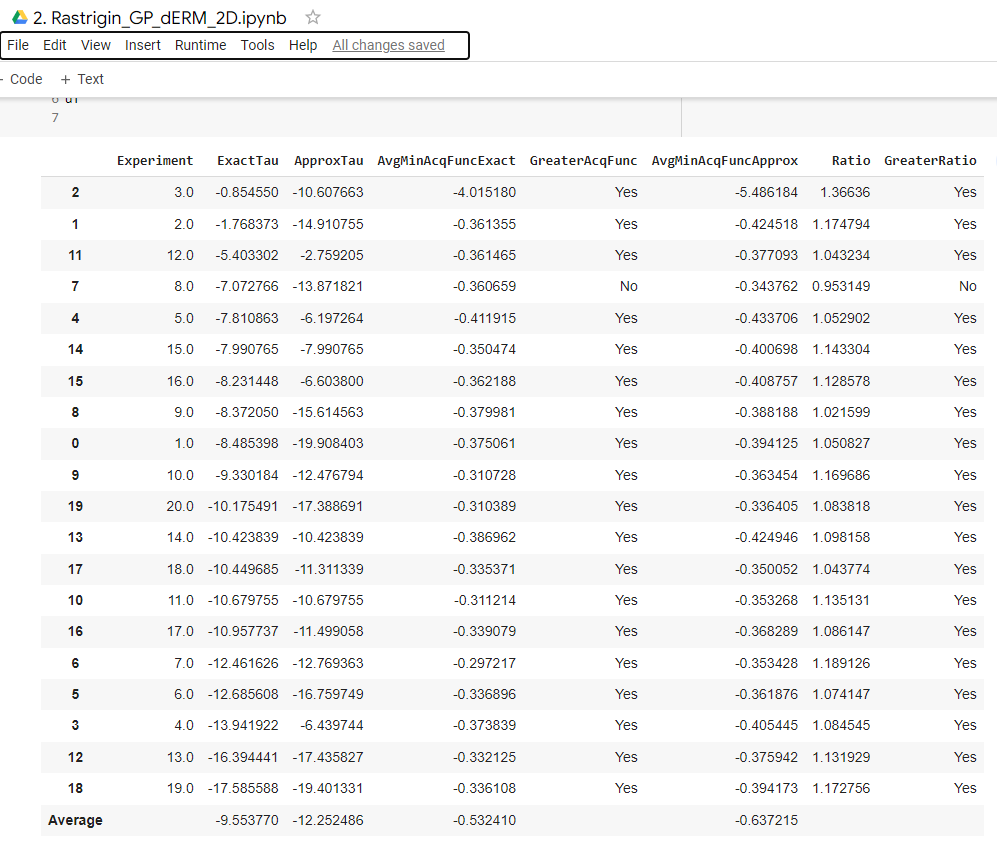 2. Rastrigin_GP_dERM_2D.ipynb
File Edit View Insert Runtime Tools Help All changes saved
Code + Text
6 df
7
Experiment ExactTau ApproxTau AvgMinAcqFuncExact GreaterAcqFunc AvgMinAcqFuncApprox Ratio GreaterRatio
2 3.0 -0.854550 -10.607663 -4.015180 Yes -5.486184 1.36636 Yes
1 2.0 -1.768373 -14.910755 -0.361355 Yes -0.424518 1.174794 Yes
11 12.0 -5.403302 -2.759205 -0.361465 Yes -0.377093 1.043234 Yes
7 8.0 -7.072766 -13.871821 -0.360659 No -0.343762 0.953149 No
4 5.0 -7.810863 -6.197264 -0.411915 Yes -0.433706 1.052902 Yes
14 15.0 -7.990765 -7.990765 -0.350474 Yes -0.400698 1.143304 Yes
15 16.0 -8.231448 -6.603800 -0.362188 Yes -0.408757 1.128578 Yes
8 9.0 -8.372050 -15.614563 -0.379981 Yes -0.388188 1.021599 Yes
0 1.0 -8.485398 -19.908403 -0.375061 Yes -0.394125 1.050827 Yes
9 10.0 -9.330184 -12.476794 -0.310728 Yes -0.363454 1.169686 Yes
19 20.0 -10.175491 -17.388691 -0.310389 Yes -0.336405 1.083818 Yes
13 14.0 -10.423839 -10.423839 -0.386962 Yes -0.424946 1.098158 Yes
17 18.0 -10.449685 -11.311339 -0.335371 Yes -0.350052 1.043774 Yes
10 11.0 -10.679755 -10.679755 -0.311214 Yes -0.353268 1.135131 Yes
16 17.0 -10.957737 -11.499058 -0.339079 Yes -0.368289 1.086147 Yes
6 7.0 -12.461626 -12.769363 -0.297217 Yes -0.353428 1.189126 Yes
5 6.0 -12.685608 -16.759749 -0.336896 Yes -0.361876 1.074147 Yes
3 4.0 -13.941922 -6.439744 -0.373839 Yes -0.405445 1.084545 Yes
12 13.0 -16.394441 -17.435827 -0.332125 Yes -0.375942 1.131929 Yes
18 19.0 -17.585588 -19.401331 -0.336108 Yes -0.394173 1.172756 Yes
Average -9.553770 -12.252486 -0.532410 -0.637215